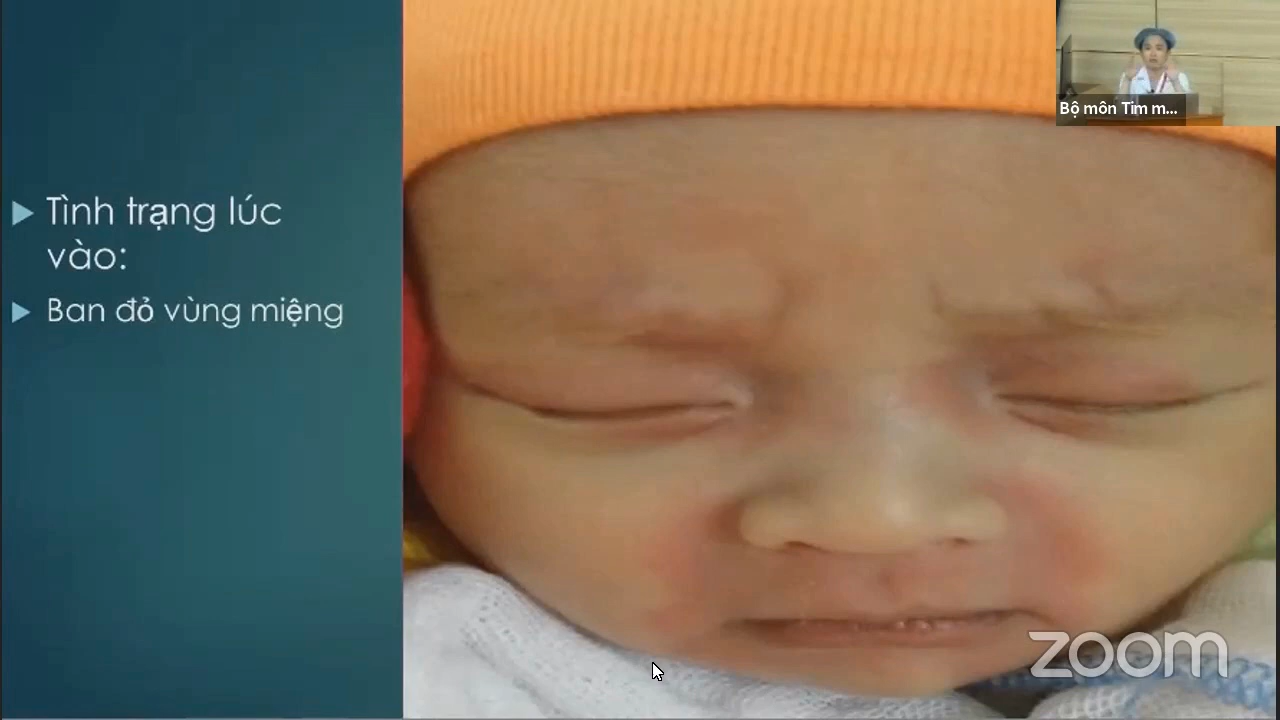 Tình trạng lúc
vào:
Ban đỏ vùng miệng
Bộ môn Tim m...
zoom